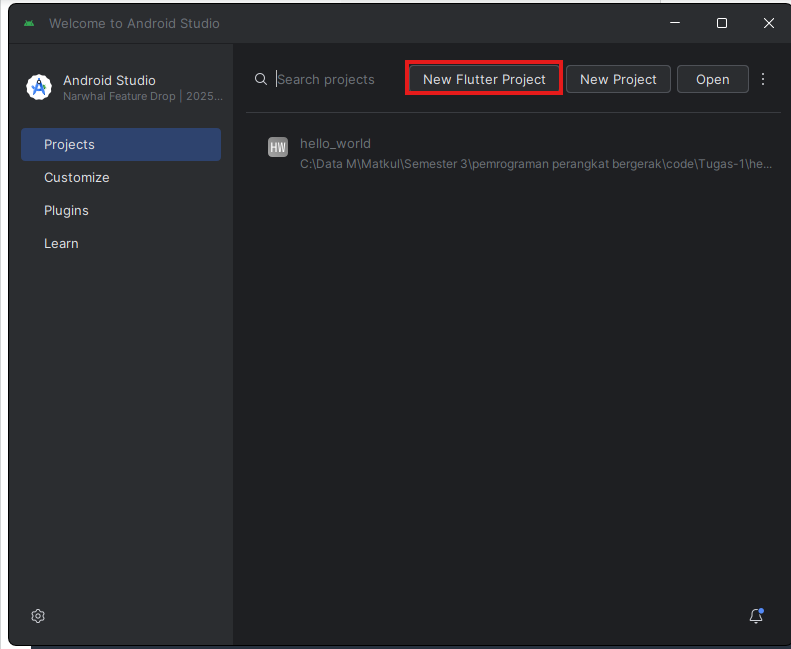 Welcome to Android Studio
Android Studio
Narwhal Feature Drop | 2025...
Projects
Customize
Plugins
Learn
Search projects
New Flutter Project
New Project
Open
HW
hello_world
C:\Data M\Matkul\Semester 3\pemrograman perangkat bergerak\code\Tugas-1\he...